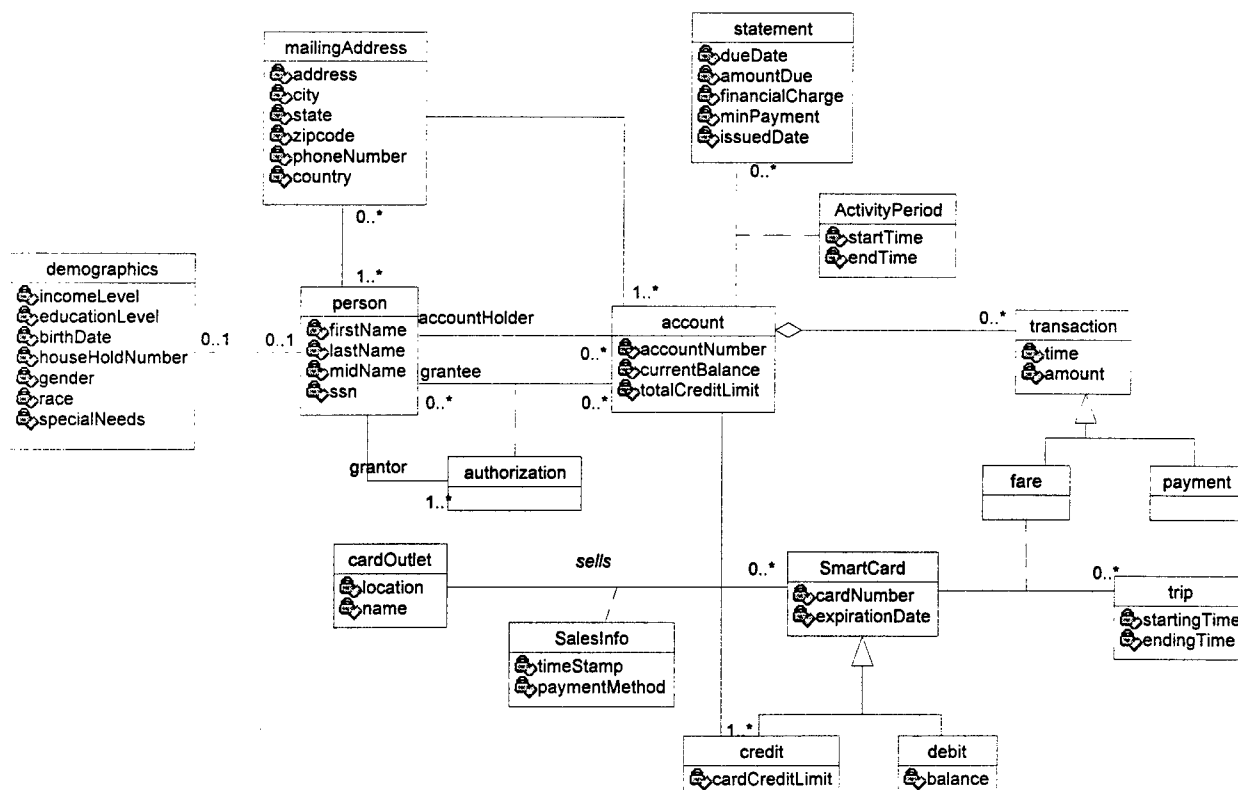 statement
dueDate
amountDue
financialCharge
minPayment
issuedDate
0..*
mailingAddress
address
city
state
zipcode
phoneNumber
country
0..*
ActivityPeriod
startTime
endTime
demographics
incomeLevel
educationLevel
birthDate
houseHoldNumber
gender
race
specialNeeds
0..1
0..1
1..*
person
firstName
lastName
midName
ssn
accountHolder
0..*
grantee
0..*
0..*
1..*
account
accountNumber
currentBalance
totalCreditLimit
0..*
transaction
time
amount
grantor
1..*
authorization
fare
payment
cardOutlet
location
name
sells
0..*
SmartCard
cardNumber
expirationDate
0..*
trip
startingTime
endingTime
SalesInfo
timeStamp
paymentMethod
1..*
credit
cardCreditLimit
debit
balance